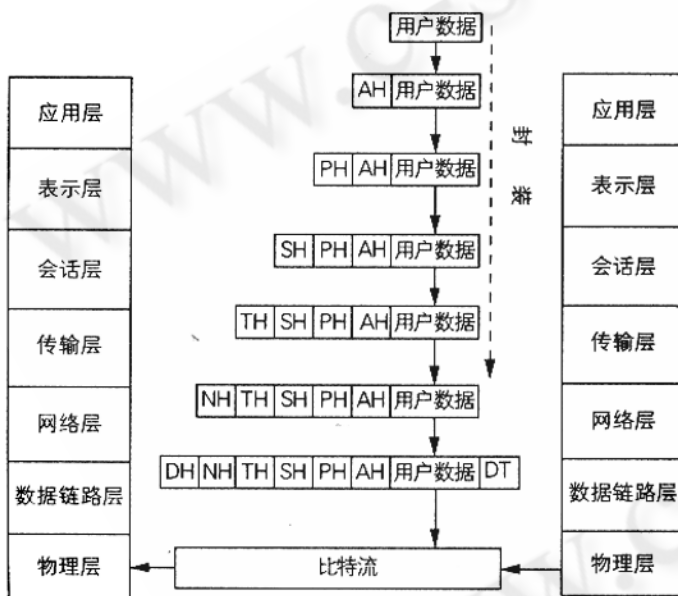 用户数据
AH 用户数据
应用层
应用层
封装
PH AH 用户数据
表示层
表示层
SH PH AH 用户数据
会话层
会话层
TH SH PH AH 用户数据
传输层
传输层
NH TH SH PH AH 用户数据
网络层
网络层
DH NH TH SH PH AH 用户数据 DT
数据链路层
数据链路层
物理层
比特流
物理层